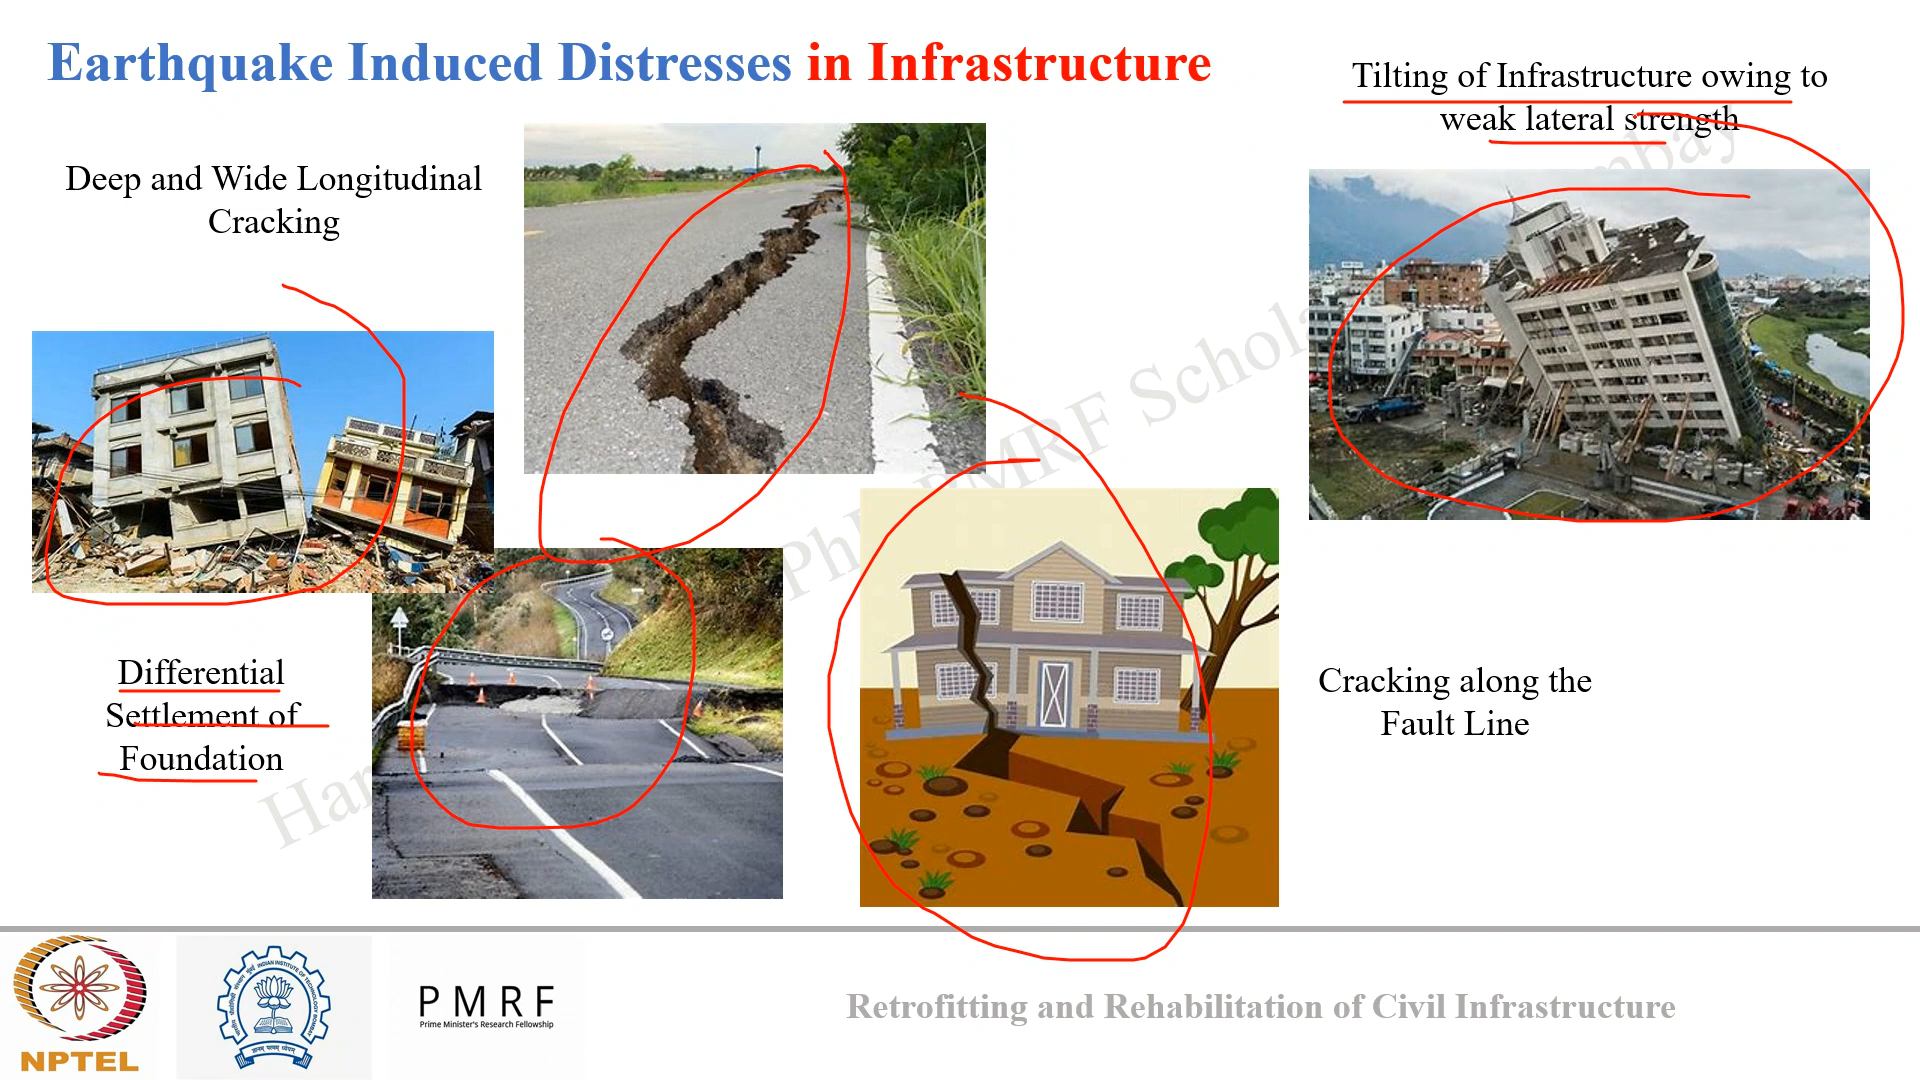 Earthquake Induced Distresses in Infrastructure
Tilting of Infrastructure owing to
weak lateral strength
Deep and Wide Longitudinal
Cracking
Differential
Settlement of
Foundation
Cracking along the
Fault Line
NPTEL
PMRF
Prime Minister's Research Fellowship
Retrofitting and Rehabilitation of Civil Infrastructure